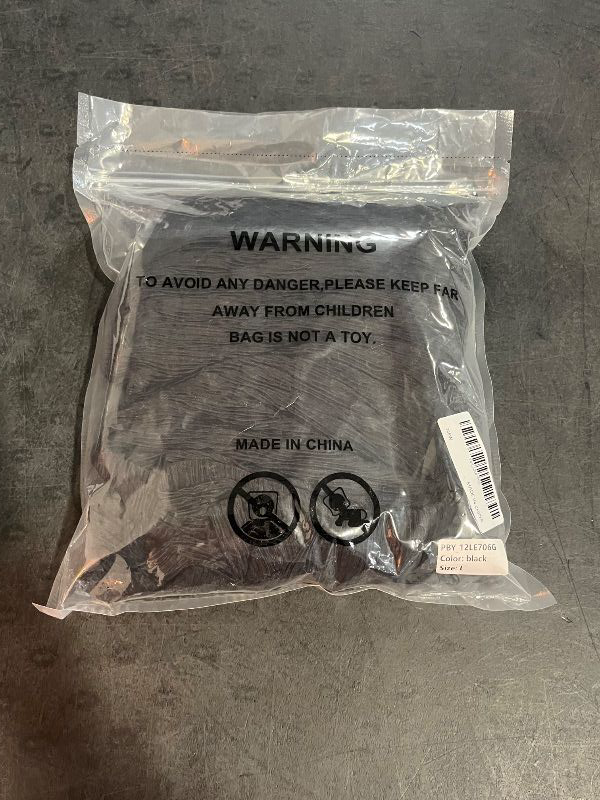 WARNING
TO AVOID ANY DANGER,PLEASE KEEP FAR
AWAY FROM CHILDREN
BAG IS NOT A TOY.
MADE IN CHINA
PBY 12LE706G
Color: black
Size: